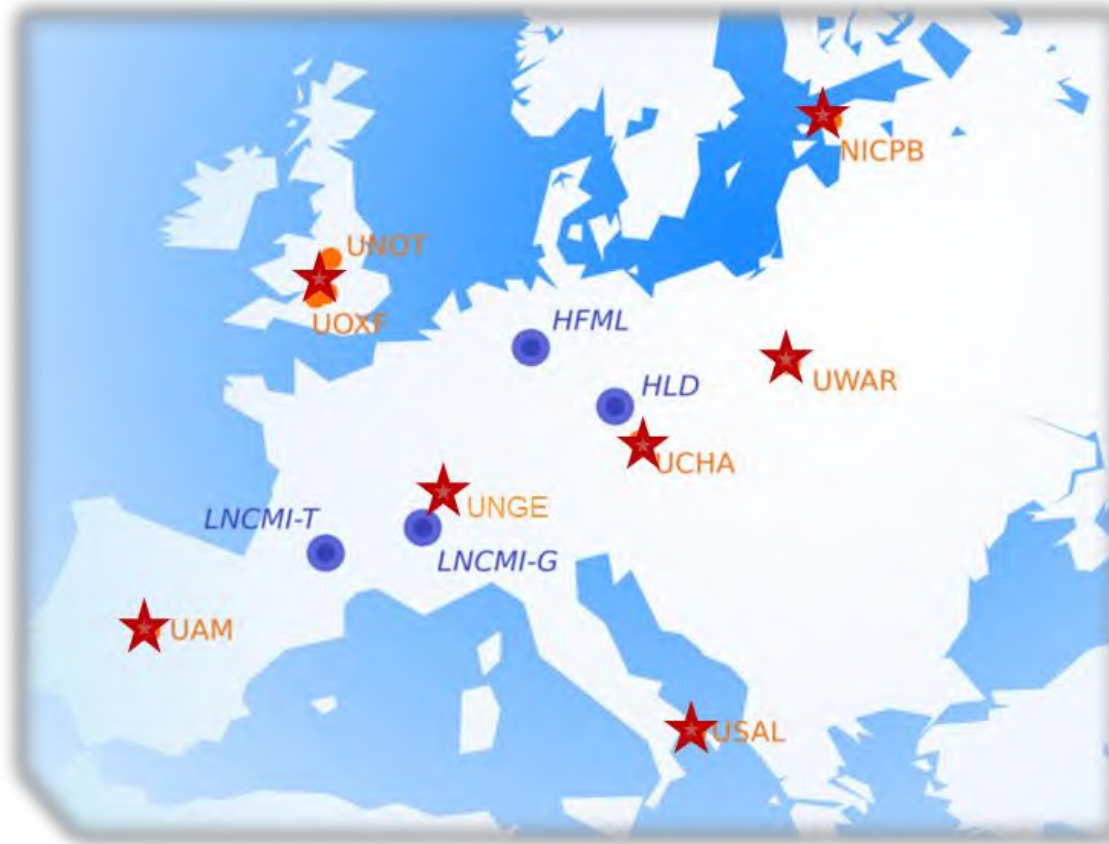 NICPB
UNOT
UOXF
HFML
UWAR
HLD
UCHA
UNGE
LNCMI-T
LNCMI-G
UAM
USAL